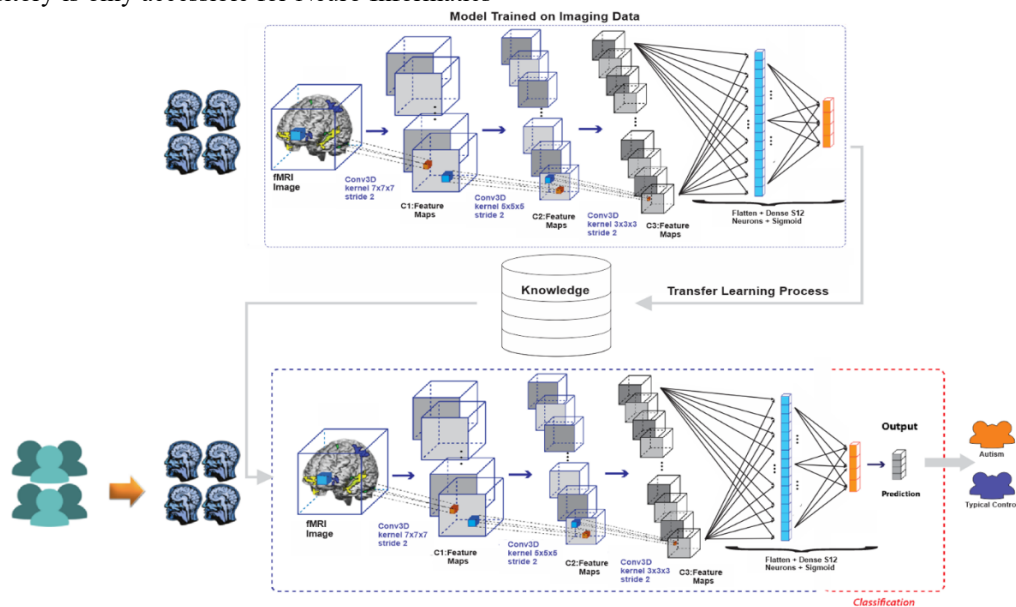 Model Trained on Imaging Data
fMRI
Image
Conv3D
kernel 7x7x7
stride 2
C1:Feature
Maps
Conv3D
kernel 5x5x5
stride 2
C2:Feature
Maps
Conv3D
kernel 3x3x3
stride 2
C3:Feature
Maps
Flatten + Dense S12
Neurons + Sigmoid
Knowledge
Transfer Learning Process
fMRI
Image
Conv3D
kernel 7x7x7
stride 2
C1:Feature
Maps
Conv3D
kernel 5x5x5
stride 2
C2:Feature
Maps
Conv3D
kernel 3x3x3
stride 2
C3:Feature
Maps
Flatten + Dense S12
Neurons + Sigmoid
Output
Prediction
Autism
Typical Contro
Classification